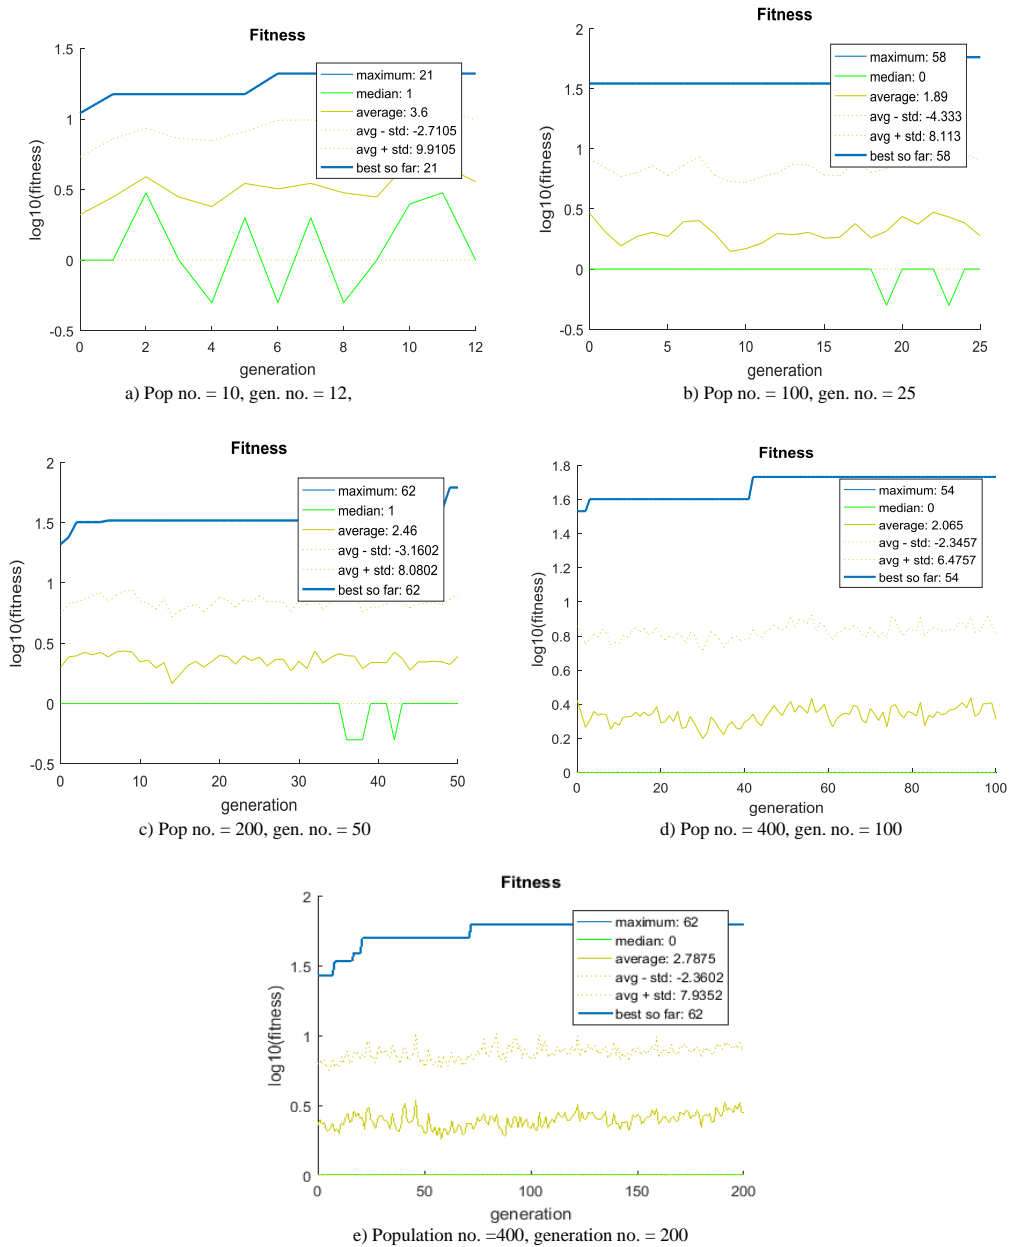 Fitness
1.5
1
0.5
0
-0.5
log10(fitness)
maximum: 21
median: 1
average: 3.6
avg - std: -2.7105
avg + std: 9.9105
best so far: 21
0 2 4 6 8 10 12
generation
a) Pop no. = 10, gen. no. = 12,
Fitness
2
1.5
1
0.5
0
-0.5
log10(fitness)
maximum: 58
median: 0
average: 1.89
avg - std: -4.333
avg + std: 8.113
best so far: 58
0 5 10 15 20 25
generation
b) Pop no. = 100, gen. no = 25
Fitness
2
1.5
1
0.5
0
-0.5
log10(fitness)
maximum: 62
median: 1
average: 2.46
avg - std: -3.1602
avg + std: 8.0802
best so far: 62
0 10 20 30 40 50
generation
c) Pop no. = 200, gen. no. = 50
Fitness
1.8
1.6
1.4
1.2
1
0.8
0.6
0.4
0.2
0
log10(fitness)
maximum: 54
median: 0
average: 2.065
avg - std: -2.3457
avg + std: 6.4757
best so far: 54
0 20 40 60 80 100
generation
d) Pop no. = 400, gen. no. = 100
Fitness
2
1.5
1
0.5
0
log10(fitness)
maximum: 62
median: 0
average: 2.7875
avg - std: -2.3602
avg + std: 7.9352
best so far: 62
0 50 100 150 200
generation
e) Population no. =400, generation no. = 200